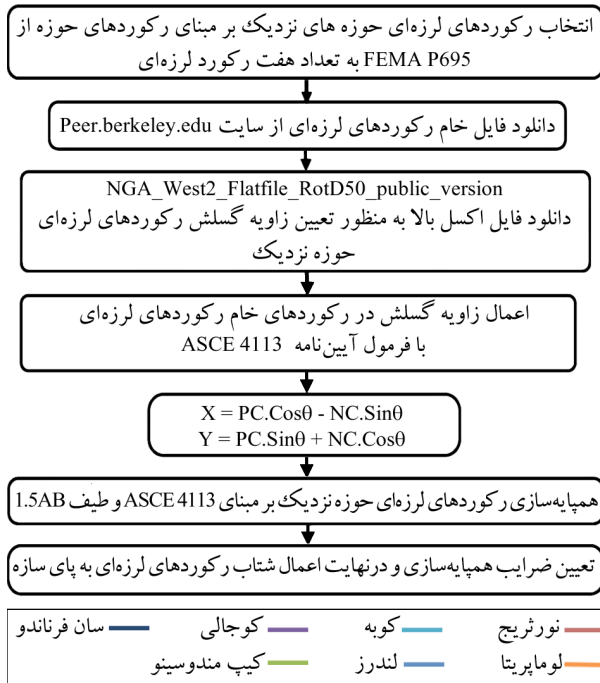 انتخاب رکوردهای لرزه‌ای حوزه های نزدیک بر مبنای رکوردهای حوزه از
FEMA P695 به تعداد هفت رکورد لرزه‌ای
دانلود فایل خام رکوردهای لرزه‌ای از سایت Peer.berkeley.edu
NGA_West2_Flatfile_RotD50_public_version
دانلود فایل اکسل بالا به منظور تعیین زاویه گسلش رکوردهای لرزه‌ای
حوزه نزدیک
اعمال زاویه گسلش در رکوردهای خام رکوردهای لرزه‌ای
با فرمول آیین‌نامه ASCE 4113
X = PC.Cosθ - NC.Sinθ
Y = PC.Sinθ + NC.Cosθ
همپایه‌سازی رکوردهای لرزه‌ای حوزه نزدیک بر مبنای ASCE 4113 و طیف 1.5AB
تعیین ضرایب همپایه‌سازی و درنهایت اعمال شتاب رکوردهای لرزه‌ای به پای سازه
نورثریج کوبه کوجالی سان فرناندو
لوماپریتا لندرز کیپ مندوسینو